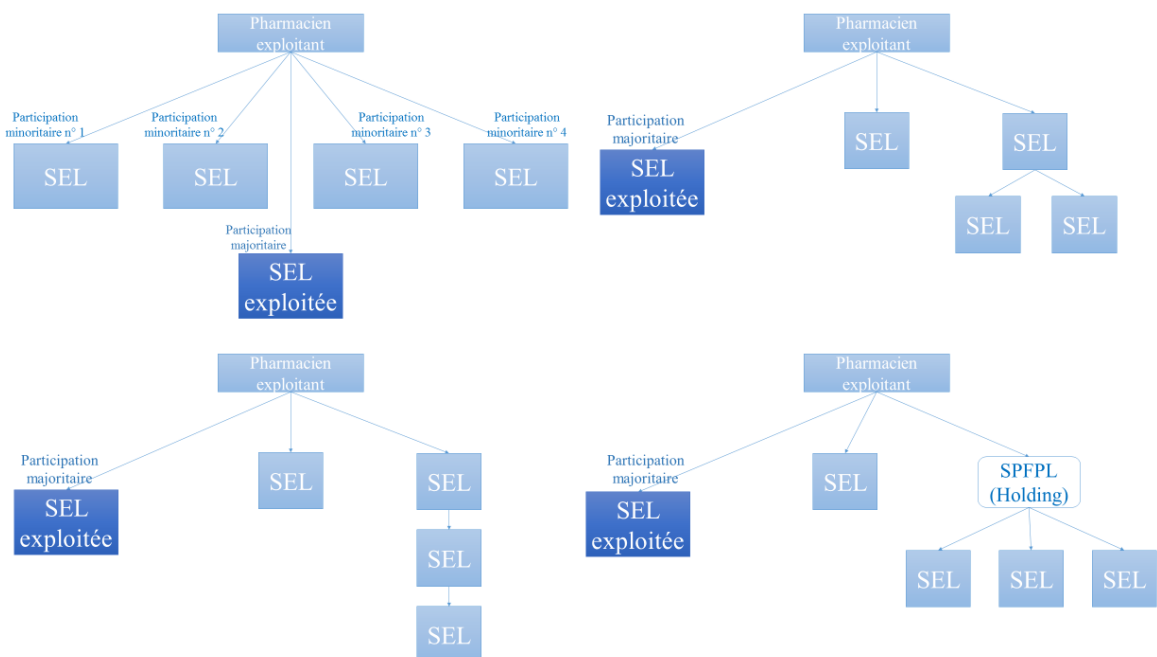 Pharmacien
exploitant
Participation
minoritaire n° 1
Participation
minoritaire n° 2
Participation
minoritaire n° 3
Participation
minoritaire n° 4
SEL
SEL
SEL
SEL
Participation
majoritaire
SEL
exploitée
Pharmacien
exploitant
Participation
majoritaire
SEL
exploitée
SEL
SEL
SEL
SEL
Pharmacien
exploitant
Participation
majoritaire
SEL
exploitée
SEL
SEL
SEL
SEL
Pharmacien
exploitant
Participation
majoritaire
SEL
exploitée
SEL
SPFPL
(Holding)
SEL
SEL
SEL